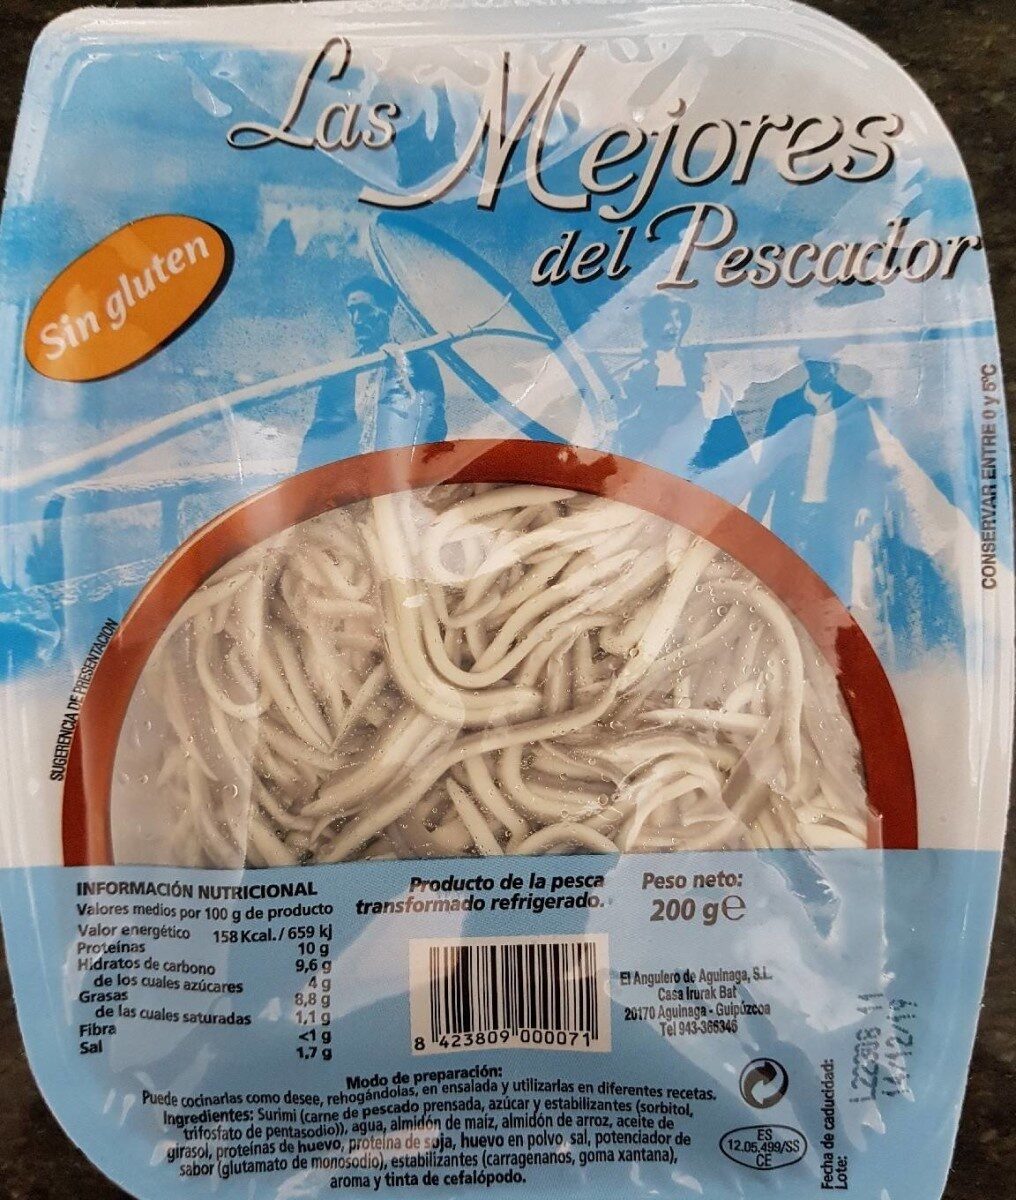 Las Mejores
del Pescador
Sin gluten
CONSERVAR ENTRE 0 y 5ºC
SUGERENCIA DE PRESENTACION
INFORMACIÓN NUTRICIONAL
Valores medios por 100 g de producto
Valor energético 158 Kcal./ 659 kJ
Proteínas 10 g
Hidratos de carbono 9,6 g
de los cuales azúcares 4 g
Grasas 8,8 g
de las cuales saturadas 1,1 g
Fibra <1 g
Sal 1,7 g
Producto de la pesca
transformado refrigerado.
Peso neto:
200 g e
8 423809 000071
El Angulero de Aguinaga, S.L.
Casa Irurak Bat
20170 Aguinaga - Guipúzcoa
Tel 943-366346
Modo de preparación:
Puede cocinarlas como desee, rehogándolas, en ensalada y utilizarlas en diferentes recetas.
Ingredientes: Surimi (carne de pescado prensada, azúcar y estabilizantes (sorbitol,
trifosfato de pentasodio)), agua, almidón de maíz, almidón de arroz, aceite de
girasol, proteínas de huevo, proteína de soja, huevo en polvo, sal, potenciador de
sabor (glutamato de monosodio), estabilizantes (carragenanos, goma xantana),
aroma y tinta de cefalópodo.
ES
12.05.499/SS
CE
Fecha de caducidad:
Lote:
14/12/19